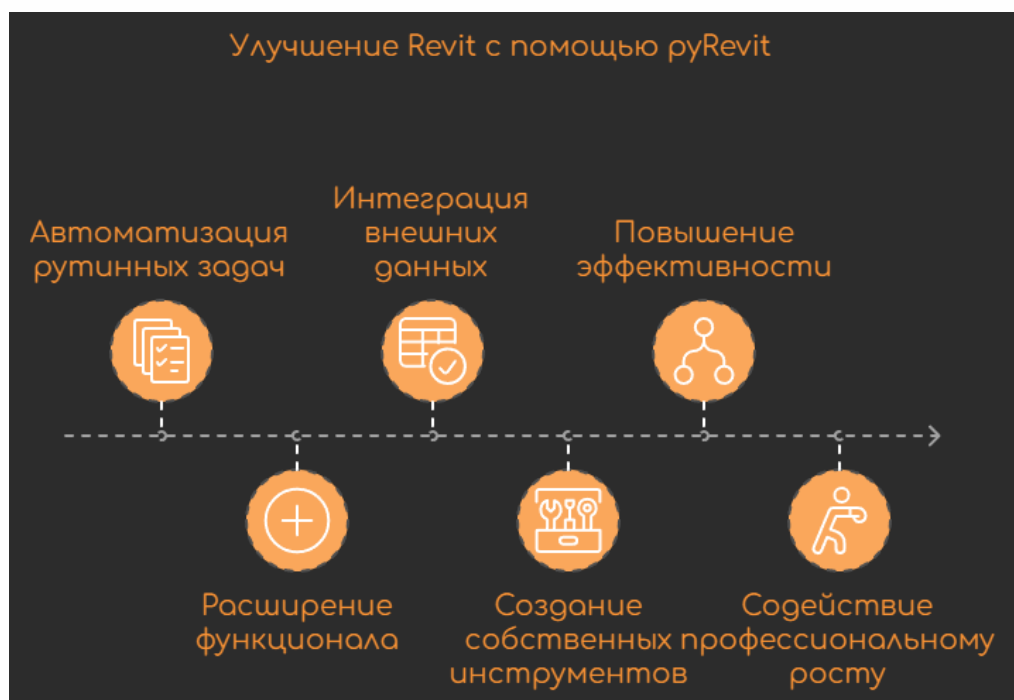 Улучшение Revit с помощью pyRevit
Автоматизация
рутинных задач
Интеграция
внешних
данных
Повышение
эффективности
Расширение
функционала
Создание
собственных
инструментов
Содействие
профессиональному
росту